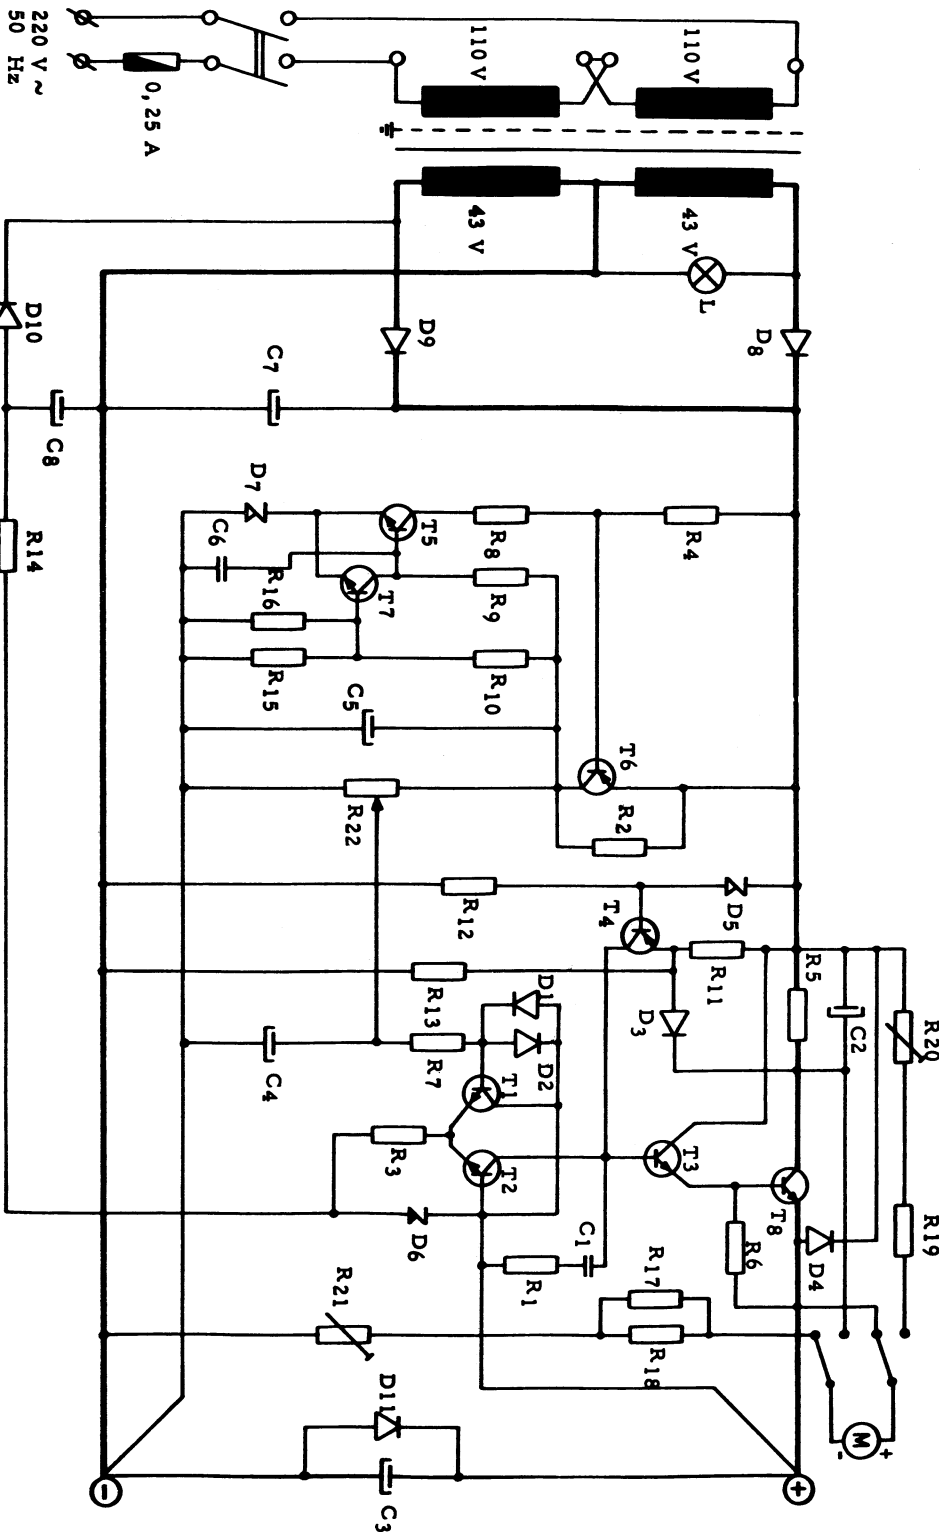 220 V ~
50 Hz
0, 25 A
110 V
110 V
43 V
43 V
L
D10
D9
D8
C7
C8
D7
C6
T5
R8
R4
R14
R16
T7
R9
R15
R10
C5
T6
R22
R2
R12
T4
D5
R11
R5
R13
D1
D3
C2
R20
C4
R7
D2
T1
R3
T2
T3
T8
D6
C1
R6
D4
R19
R1
R17
R21
R18
D11
M
+
-
C3
-
+